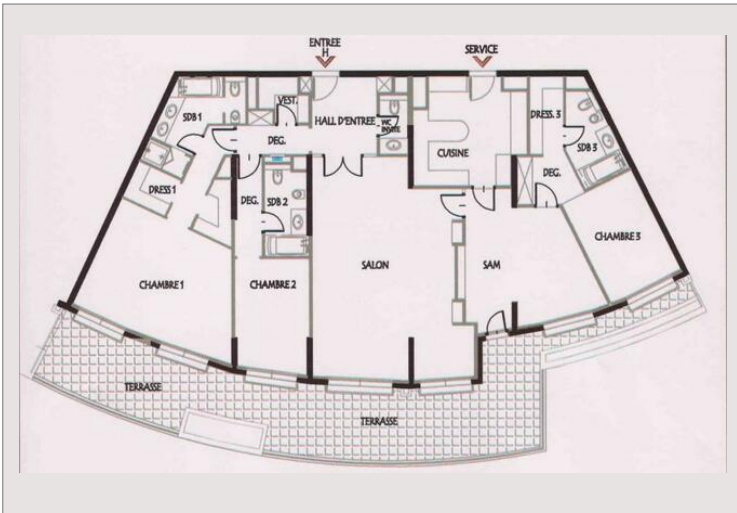 ENTREE
H
SERVICE
SDB 1
VEST.
HALL D'ENTREE
WC
INVITE
DRESS. 3
SDB 3
DEG.
CUISINE
DEG.
DRESS 1
DEG.
SDB 2
CHAMBRE 3
SALON
SAM
CHAMBRE 1
CHAMBRE 2
TERRASSE
TERRASSE